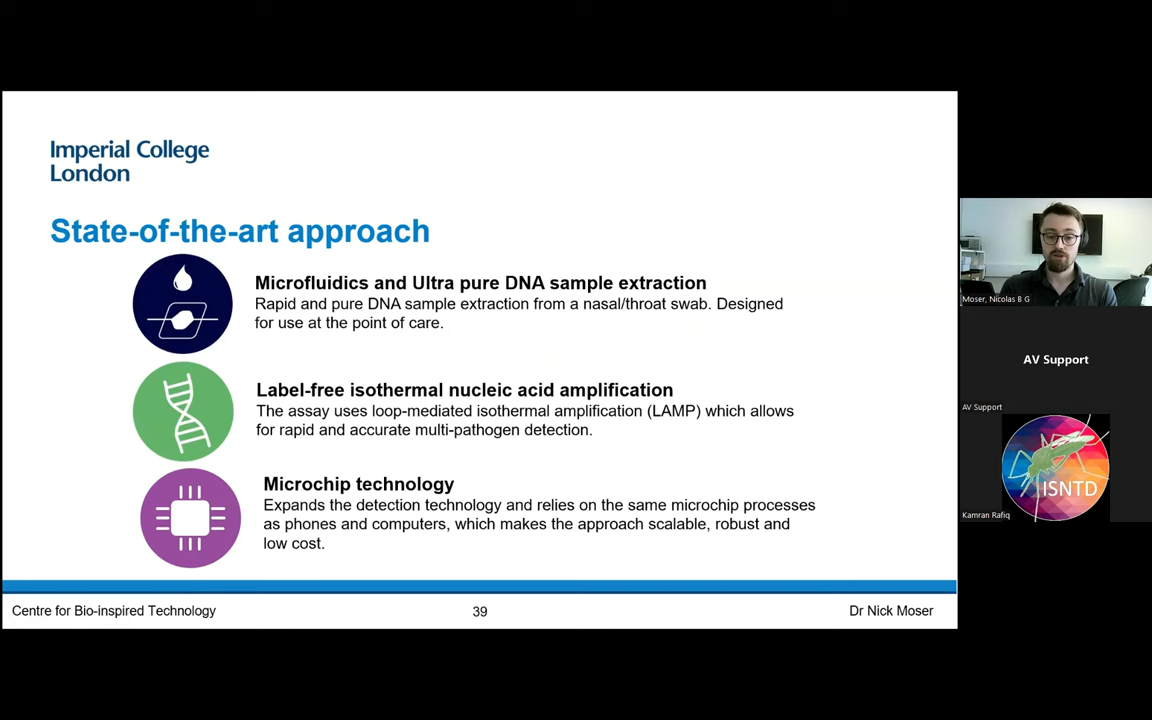 Imperial College
London
State-of-the-art approach
Microfluidics and Ultra pure DNA sample extraction
Rapid and pure DNA sample extraction from a nasal/throat swab. Designed
for use at the point of care.
Label-free isothermal nucleic acid amplification
The assay uses loop-mediated isothermal amplification (LAMP) which allows
for rapid and accurate multi-pathogen detection.
Microchip technology
Expands the detection technology and relies on the same microchip processes
as phones and computers, which makes the approach scalable, robust and
low cost.
Centre for Bio-inspired Technology
39
Dr Nick Moser
Moser, Nicolas B G
AV Support
AV Support
ISNTD
Kamran Rafiq